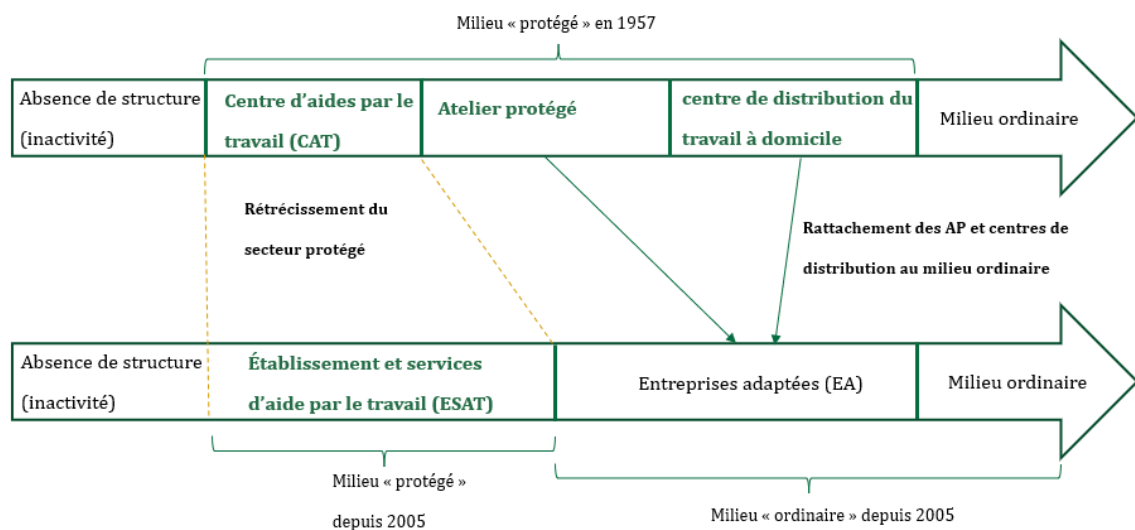 Milieu « protégé » en 1957
Absence de structure
(inactivité)
Centre d'aides par le
travail (CAT)
Atelier protégé
centre de distribution du
travail à domicile
Milieu ordinaire
Rétrécissement du
secteur protégé
Rattachement des AP et centres de
distribution au milieu ordinaire
Absence de structure
(inactivité)
Établissement et services
d'aide par le travail (ESAT)
Entreprises adaptées (EA)
Milieu ordinaire
Milieu « protégé »
depuis 2005
Milieu « ordinaire » depuis 2005